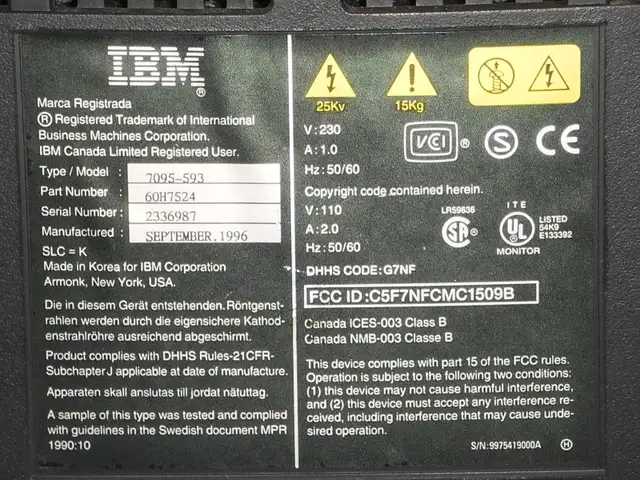 IBM ®
Marca Registrada
® Registered Trademark of International
Business Machines Corporation.
IBM Canada Limited Registered User.
Type / Model : 7095-593
Part Number : 60H7524
Serial Number : 2336987
Manufactured : SEPTEMBER.1996
SLC = K
Made in Korea for IBM Corporation
Armonk, New York, USA.
Die in diesem Gerät entstehenden. Röntgenst-
rahlen werden durch die eigensichere Kathod-
enstrahlröhre ausreichend abgeschirmt.
Product complies with DHHS Rules-21CFR-
Subchapter J applicable at date of manufacture.
Apparaten skall anslutas till jordat nätuttag.
A sample of this type was tested and complied
with guidelines in the Swedish document MPR
1990:10
25Kv
15Kg
V : 230
A : 1.0
Hz : 50/60
VCCI ®
S
CE
Copyright code contained herein.
V : 110
A : 2.0
Hz : 50/60
LR59636
SA ®
ITE
UL ®
LISTED
54K9
E133392
MONITOR
DHHS CODE: G7NF
FCC ID :C5F7NFCMC1509B
Canada ICES-003 Class B
Canada NMB-003 Classe B
This device complies with part 15 of the FCC rules.
Operation is subject to the following two conditions:
(1) this device may not cause harmful interference,
and (2) this device must accept any interference
received, including interference that may cause unde-
sired operation.
S/N:9975419000A
H